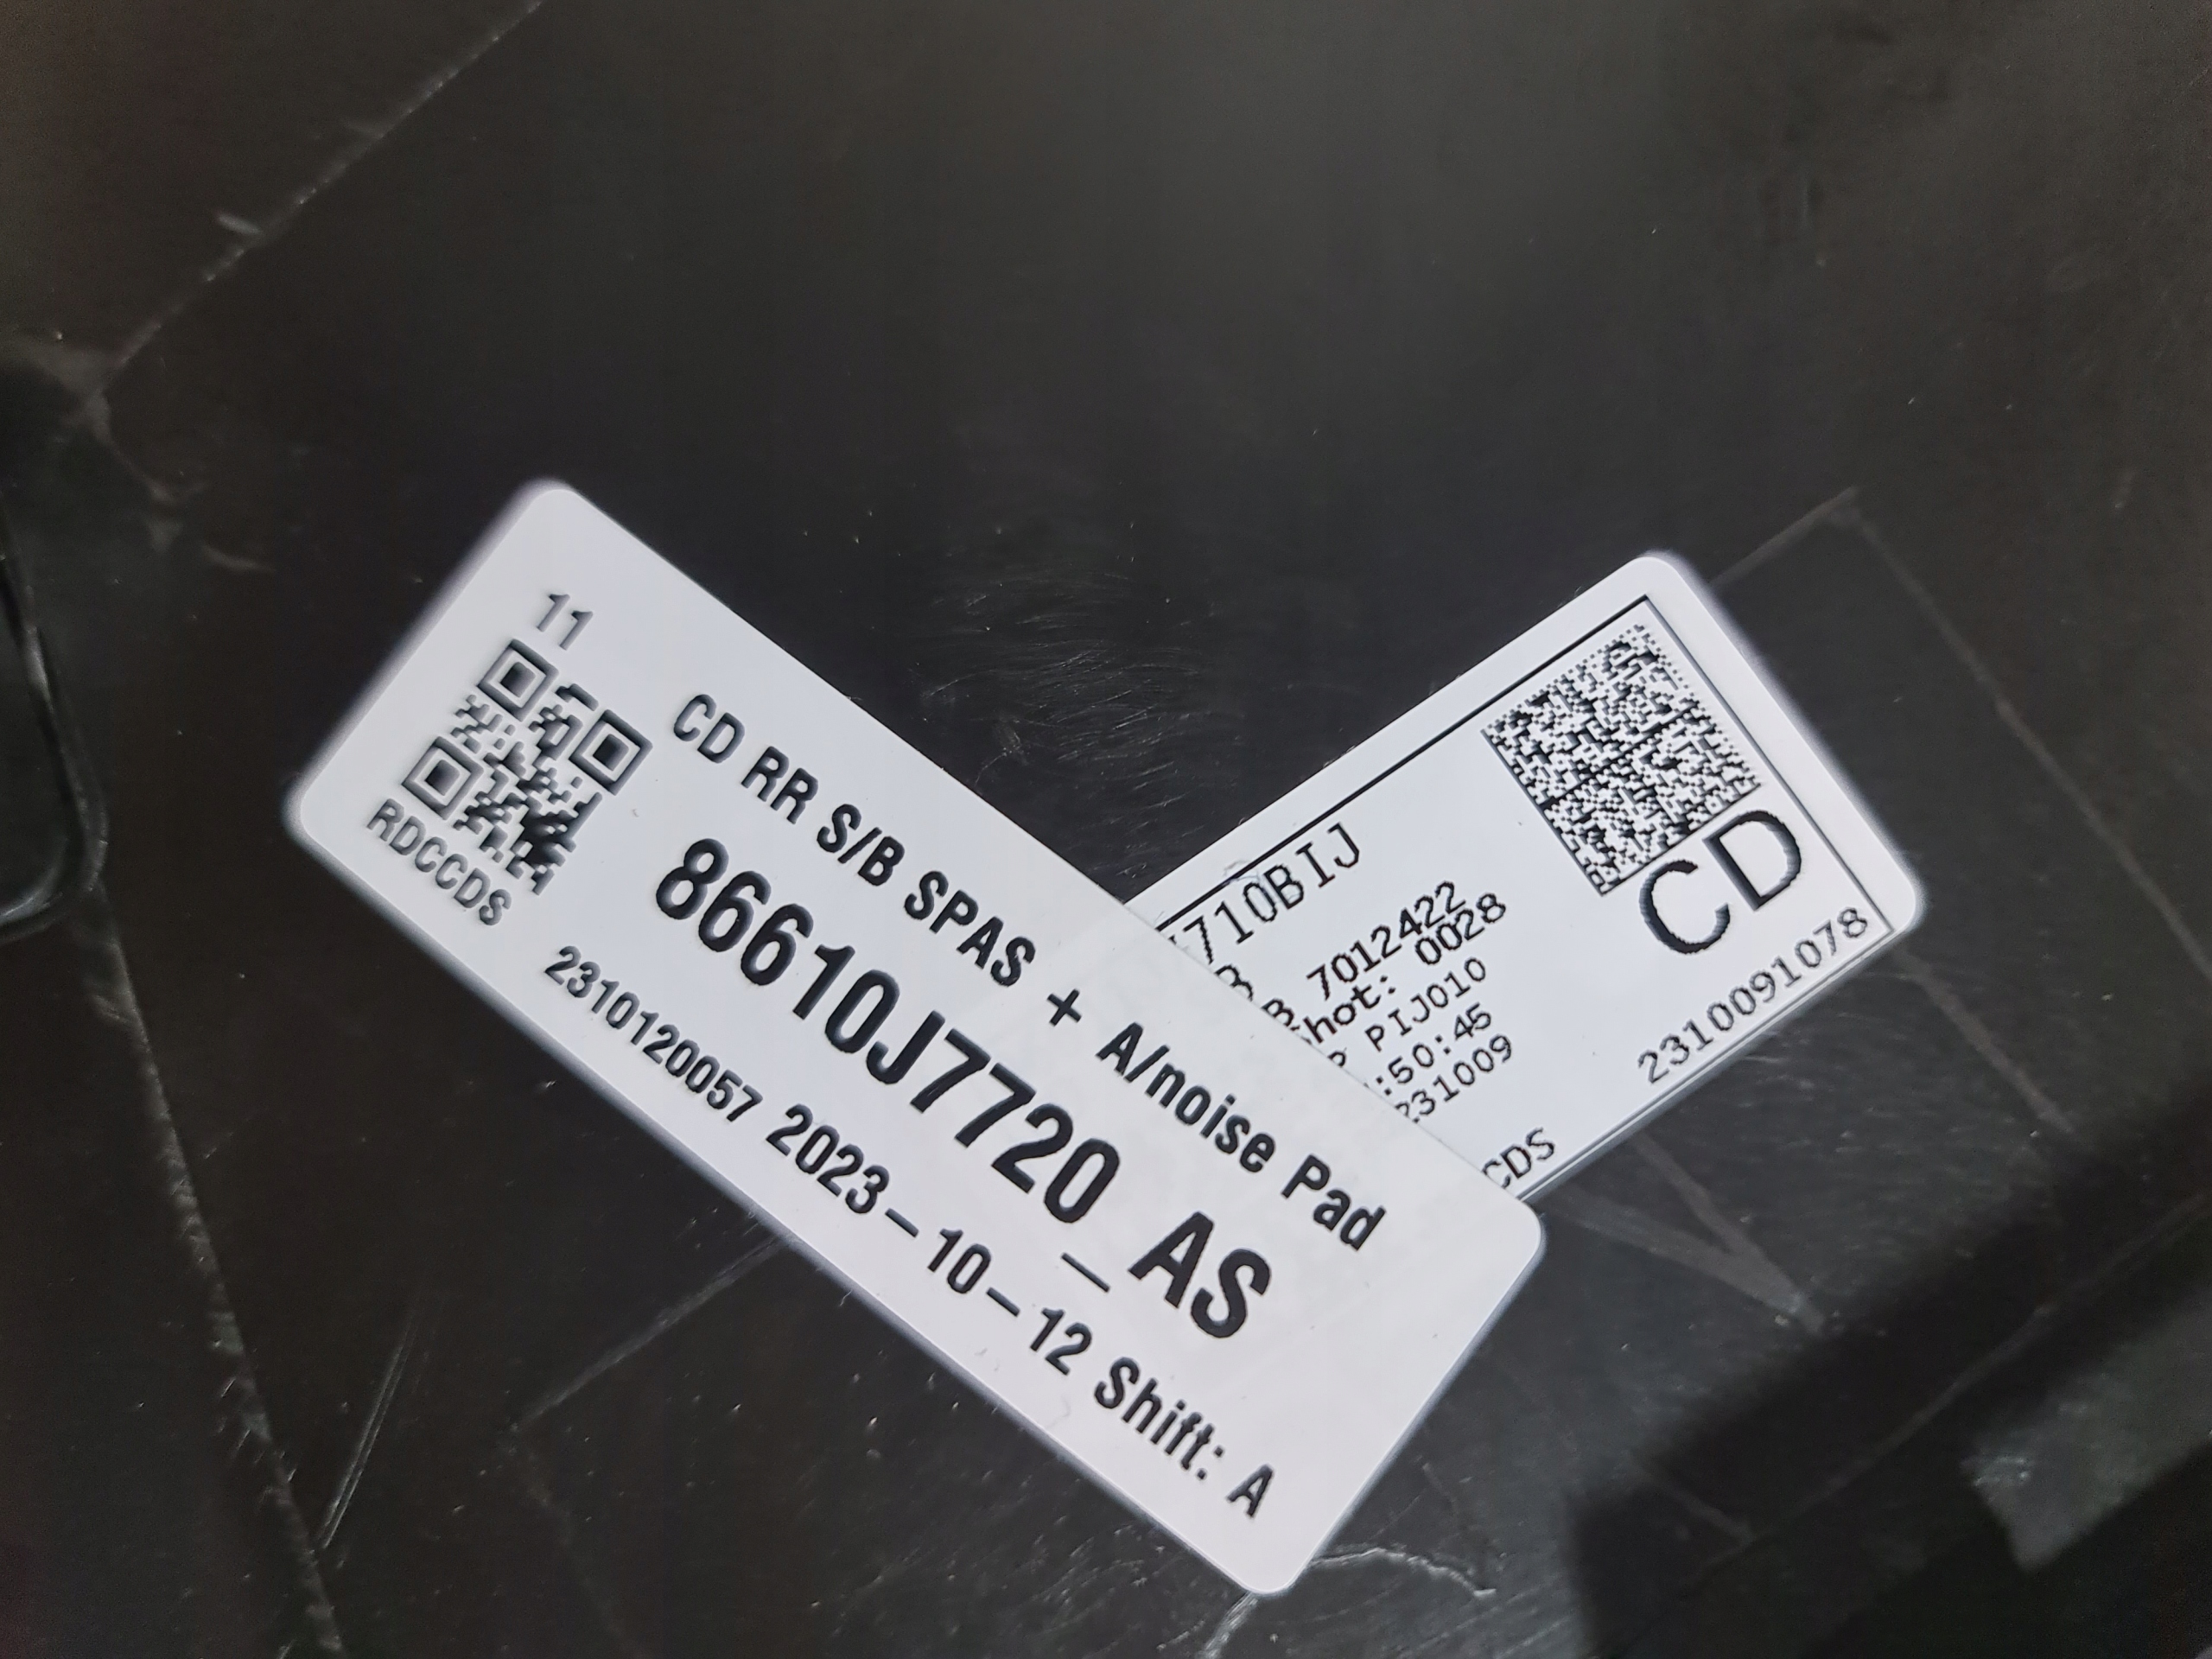 11
RDCCDS
CD RR S/B SPAS + A/noise Pad
86610J7720_AS
2310120057 2023-10-12 Shift: A
710BIJ
7012422
hot: 0028
PIJ010
:50:45
231009
CDS
CD
2310091078